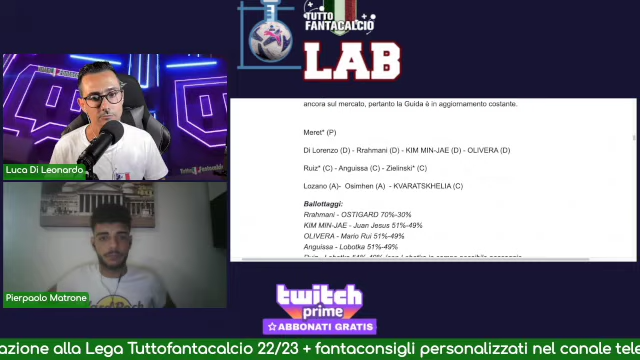 TUTTO
FANTACALCIO
LAB
ancora sul mercato, pertanto la Guida è in aggiornamento costante.
Meret* (P)
Di Lorenzo (D) - Rrahmani (D) - KIM MIN-JAE (D) - OLIVERA (D)
Ruiz* (C) - Anguissa (C) - Zielinski* (C)
Lozano (A)- Osimhen (A) - KVARATSKHELIA (C)
Ballottaggi:
Rrahmani - OSTIGARD 70%-30%
KIM MIN-JAE - Juan Jesus 51%-49%
OLIVERA - Mario Rui 51%-49%
Anguissa - Lobotka 51%-49%
Luca Di Leonardo
Pierpaolo Matrone
twitch
prime
ABBONATI GRATIS
azione alla Lega Tuttofantacalcio 22/23 + fantaconsigli personalizzati nel canale tele